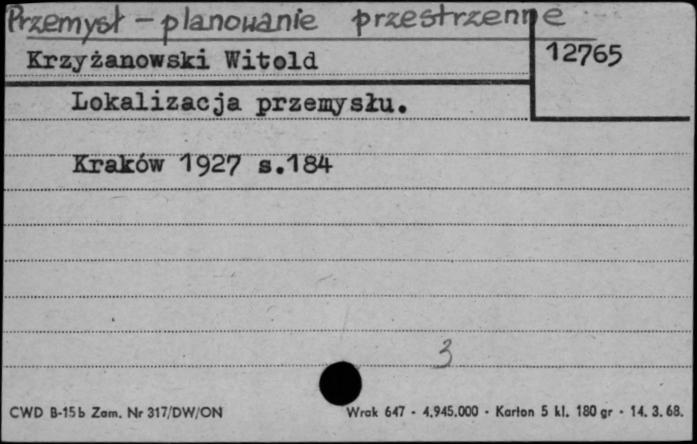 Przemysł - planowanie przestrzenne
Krzyżanowski Witold
12765
Lokalizacja przemysłu.
Kraków 1927 s.184
3
CWD B-15b Zam. Nr 317/DW/ON Wrak 647 - 4.945.000 - Karton 5 kl. 180 gr - 14. 3. 68.